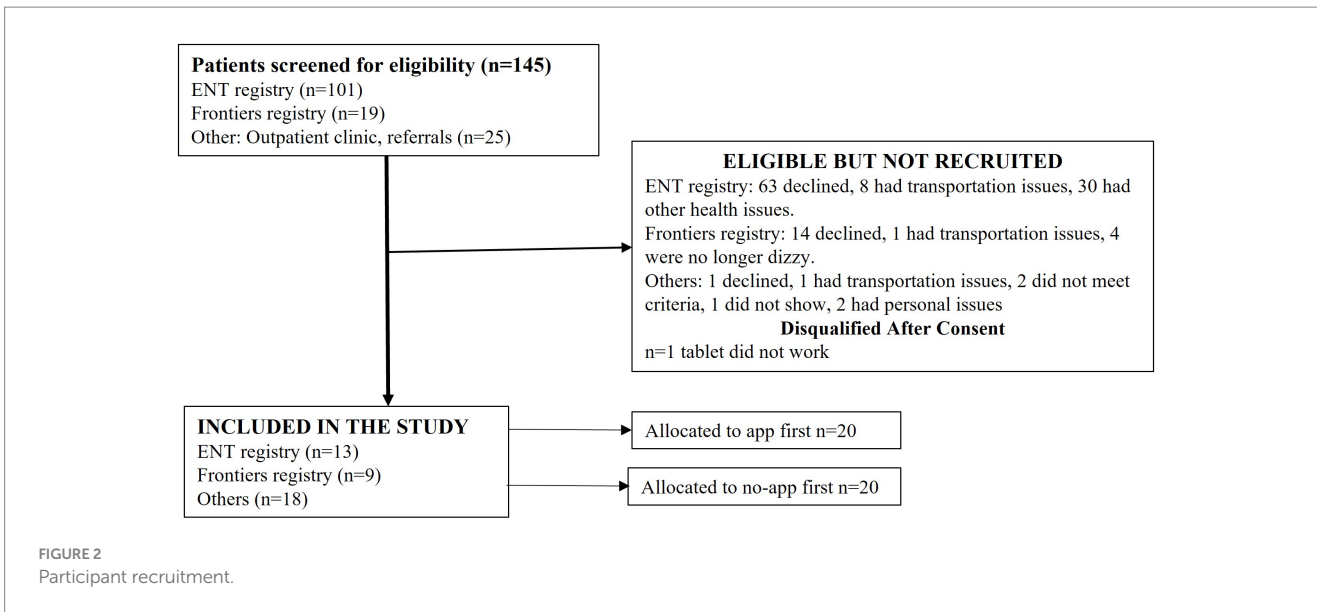 Patients screened for eligibility (n=145)
ENT registry (n=101)
Frontiers registry (n=19)
Other: Outpatient clinic, referrals (n=25)
ELIGIBLE BUT NOT RECRUITED
ENT registry: 63 declined, 8 had transportation issues, 30 had
other health issues.
Frontiers registry: 14 declined, 1 had transportation issues, 4
were no longer dizzy.
Others: 1 declined, 1 had transportation issues, 2 did not meet
criteria, 1 did not show, 2 had personal issues
Disqualified After Consent
n=1 tablet did not work
INCLUDED IN THE STUDY
ENT registry (n=13)
Frontiers registry (n=9)
Others (n=18)
Allocated to app first n=20
Allocated to no-app first n=20
FIGURE 2
Participant recruitment.